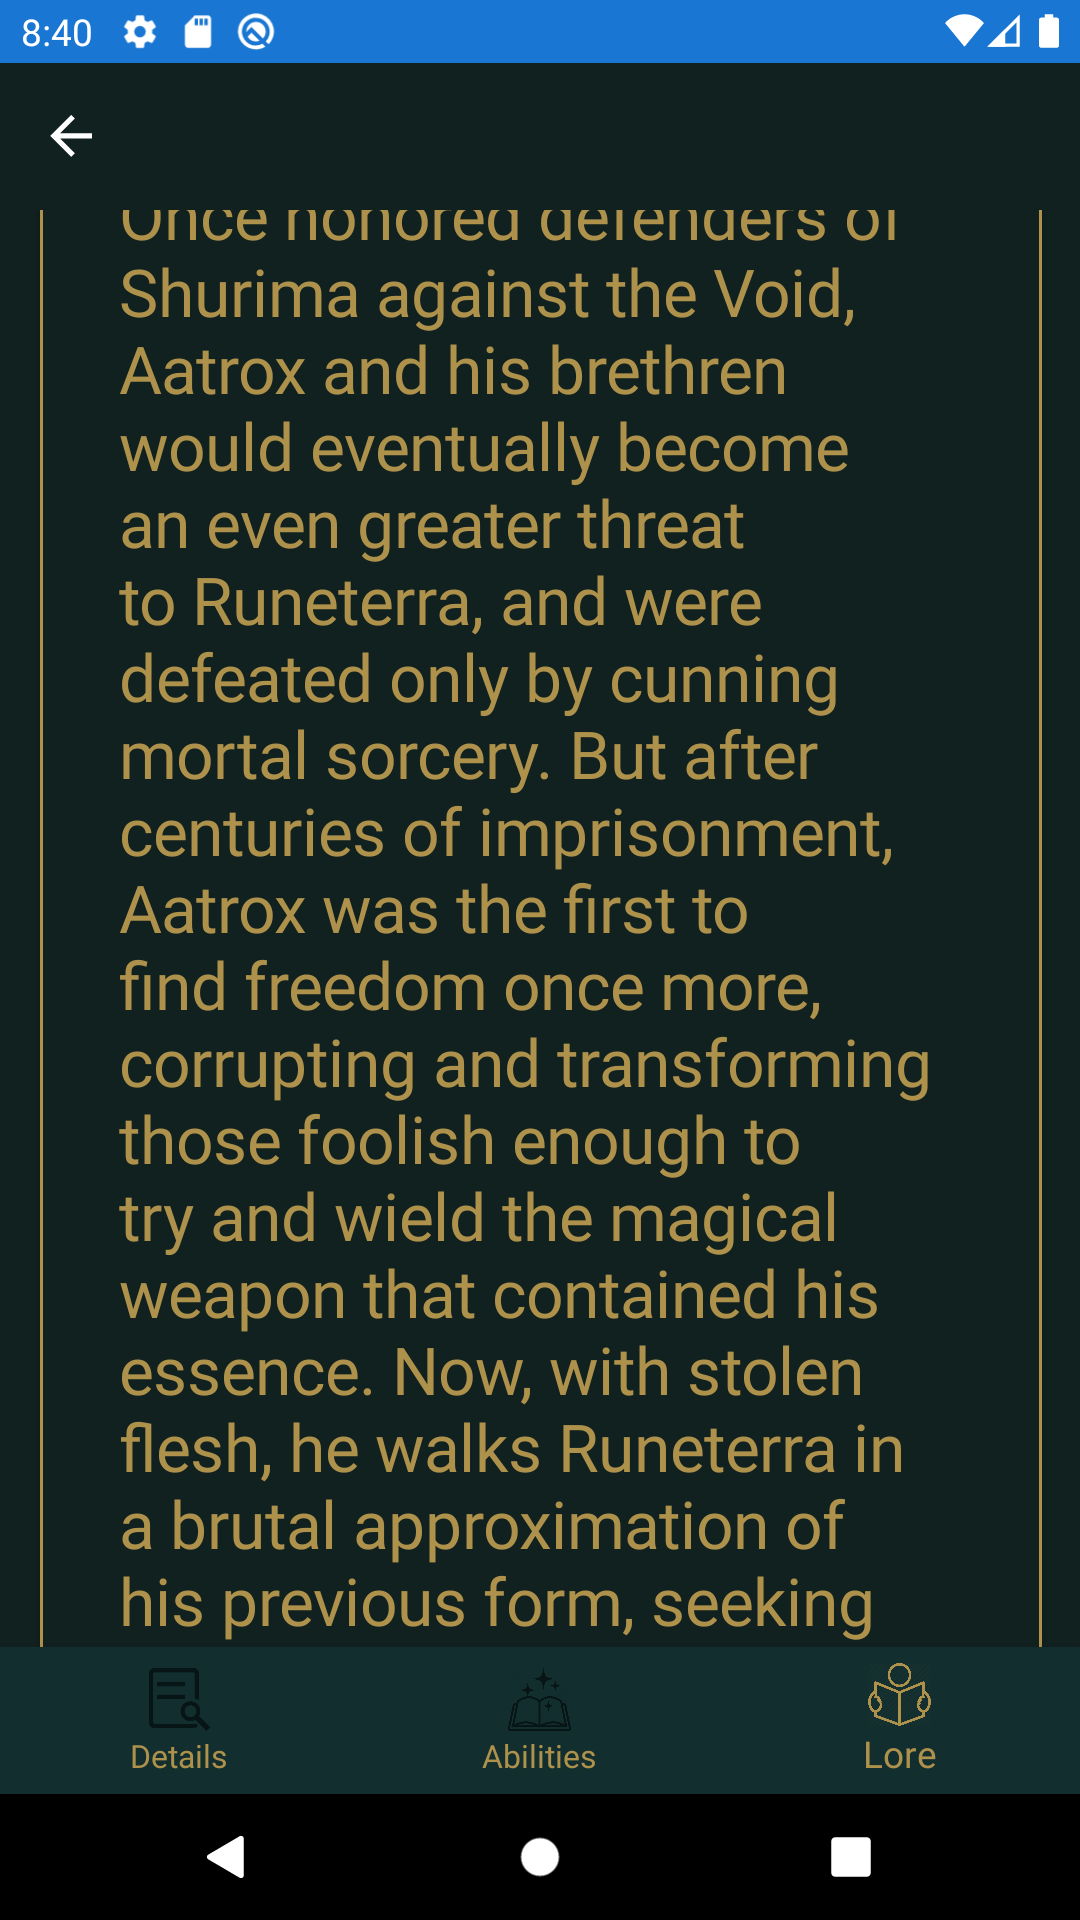 8:40
Once honored defenders of
Shurima against the Void,
Aatrox and his brethren
would eventually become
an even greater threat
to Runeterra, and were
defeated only by cunning
mortal sorcery. But after
centuries of imprisonment,
Aatrox was the first to
find freedom once more,
corrupting and transforming
those foolish enough to
try and wield the magical
weapon that contained his
essence. Now, with stolen
flesh, he walks Runeterra in
a brutal approximation of
his previous form, seeking
Details
Abilities
Lore